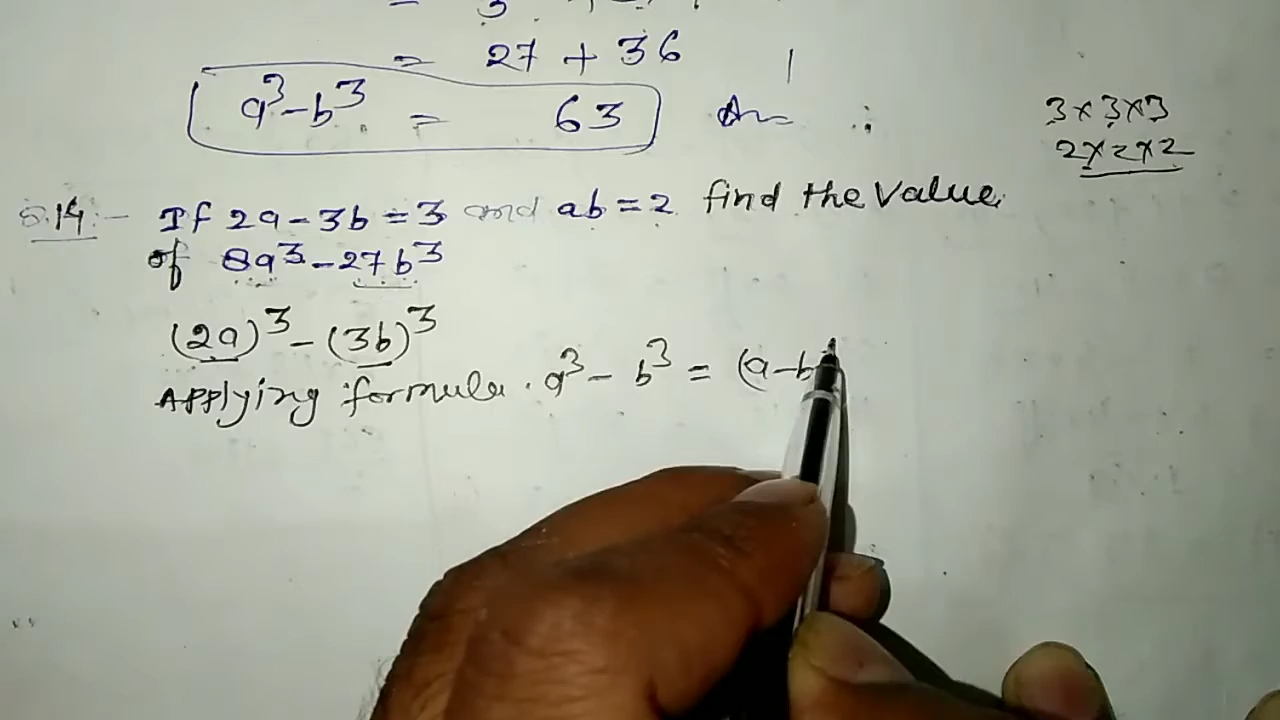 = 3
= 27 + 36
a³-b³ = 63 Ans
3×3×3
2×2×2
Q.14:- If 2a-3b=3 and ab=2 find the value
of 8a³-27b³
(2a)³-(3b)³
Applying formula. a³-b³ = (a-b)